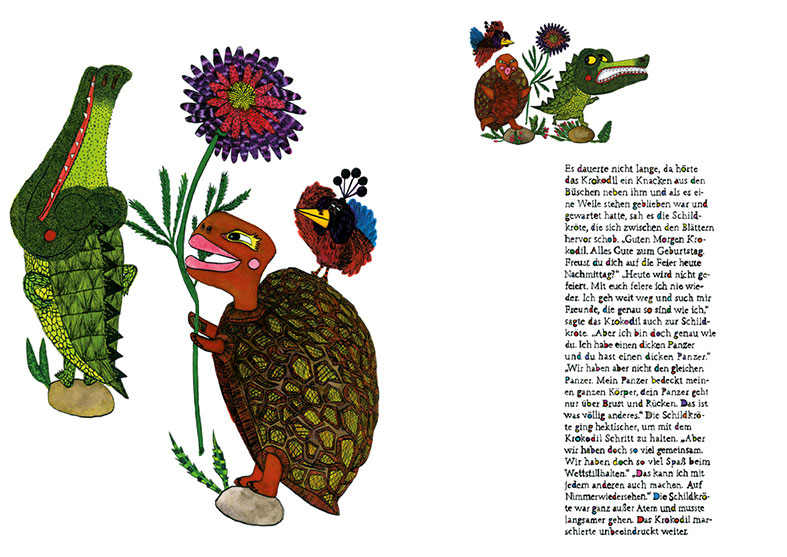 Es dauerte nicht lange, da hörte
das Krokodil ein Knacken aus den
Büschen neben ihm und als es ei-
ne Weile stehen geblieben war und
gewartet hatte, sah es die Schild-
kröte, die sich zwischen den Blättern
hervor schob. „Guten Morgen Kro-
kodil. Alles Gute zum Geburtstag.
Freust du dich auf die Feier heute
Nachmittag?“ „Heute wird nicht ge-
feiert. Mit euch feiere ich nie wie-
der. Ich geh weit weg und such mir
Freunde, die genau so sind wie ich,“
sagte das Krokodil auch zur Schild-
kröte. „Aber ich bin doch genau wie
du. Ich habe einen dicken Panzer
und du hast einen dicken Panzer.“
„Wir haben aber nicht den gleichen
Panzer. Mein Panzer bedeckt mein-
en ganzen Körper, dein Panzer geht
nur über Brust und Rücken. Das ist
was völlig anderes.“ Die Schildkrö-
te ging hektischer, um mit dem
Krokodil Schritt zu halten. „Aber
wir haben doch so viel gemeinsam.
Wir haben doch so viel Spaß beim
Wettstillhalten.“ „Das kann ich mit
jedem anderen auch machen. Auf
Nimmerwiedersehen.“ Die Schildkrö-
te war ganz außer Atem und musste
langsamer gehen. Das Krokodil mar-
schierte unbeeindruckt weiter.